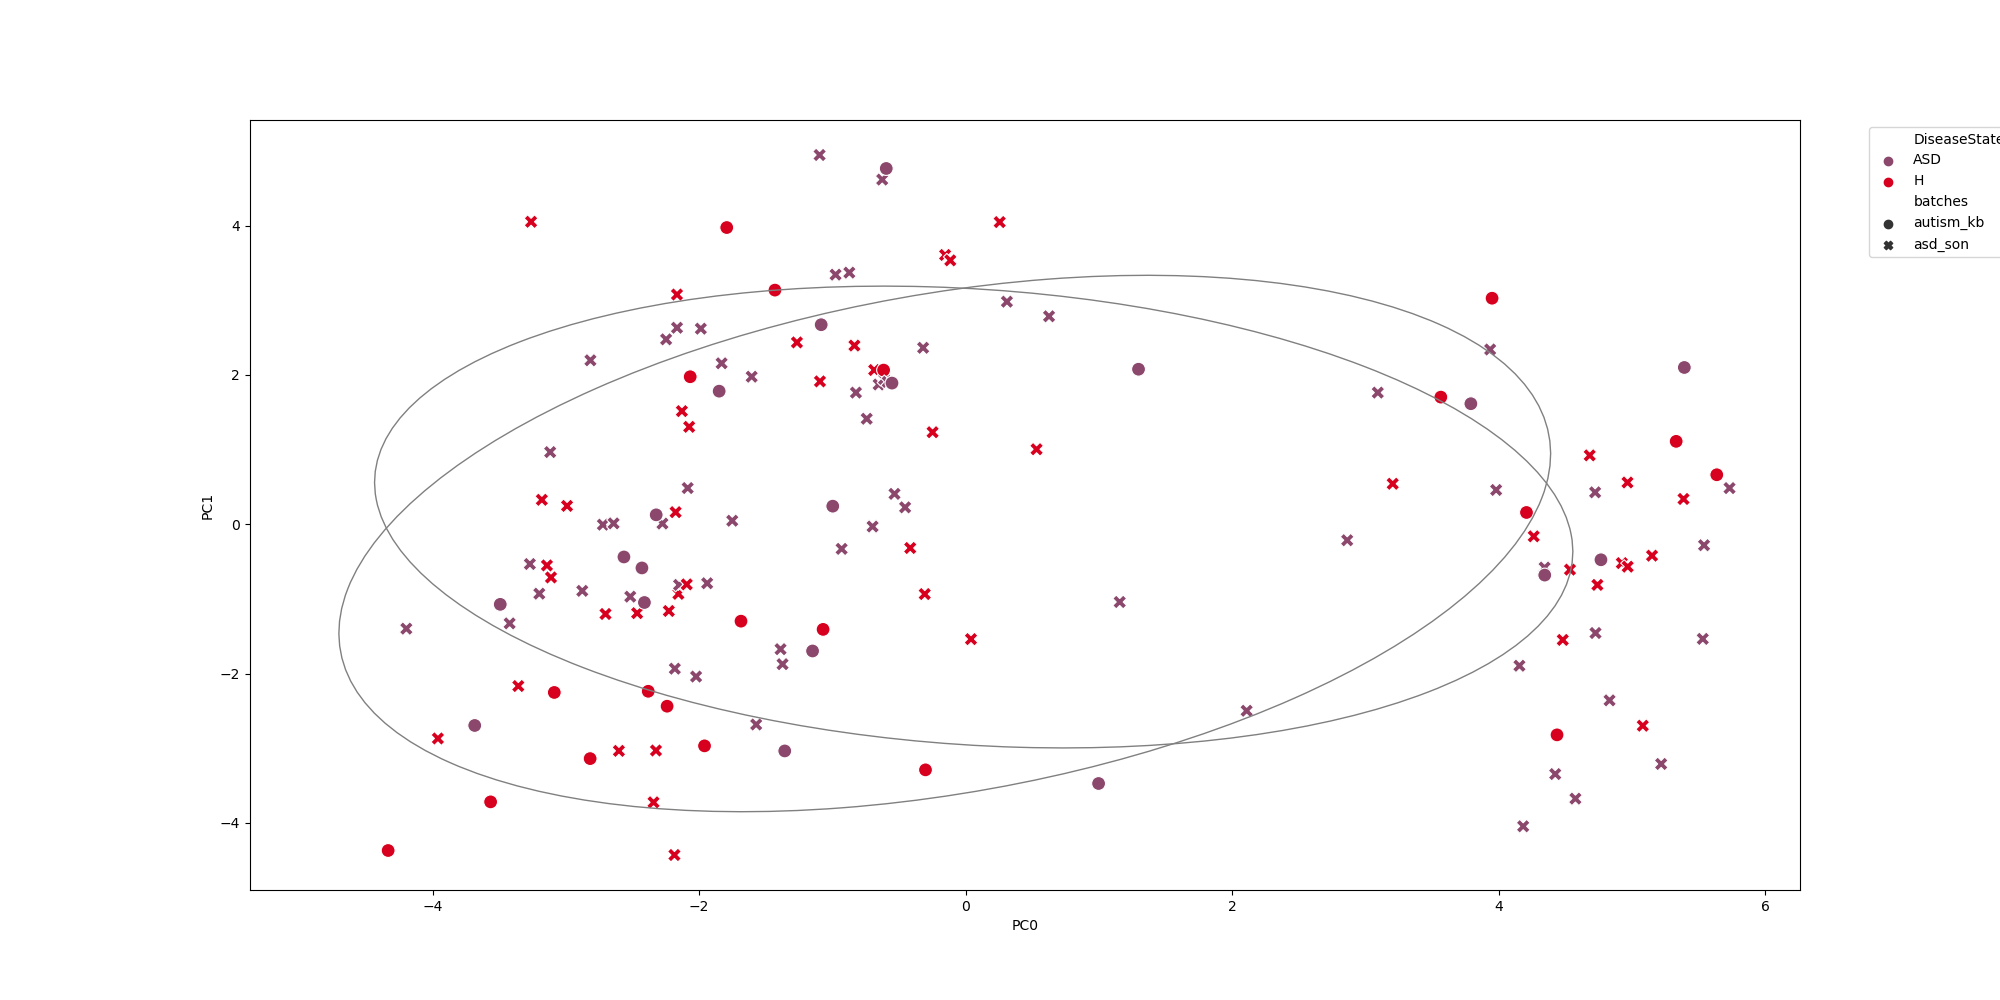 DiseaseState
ASD
H
batches
autism_kb
asd_son
4
2
0
−2
−4
PC1
−4
−2
0
2
4
6
PC0